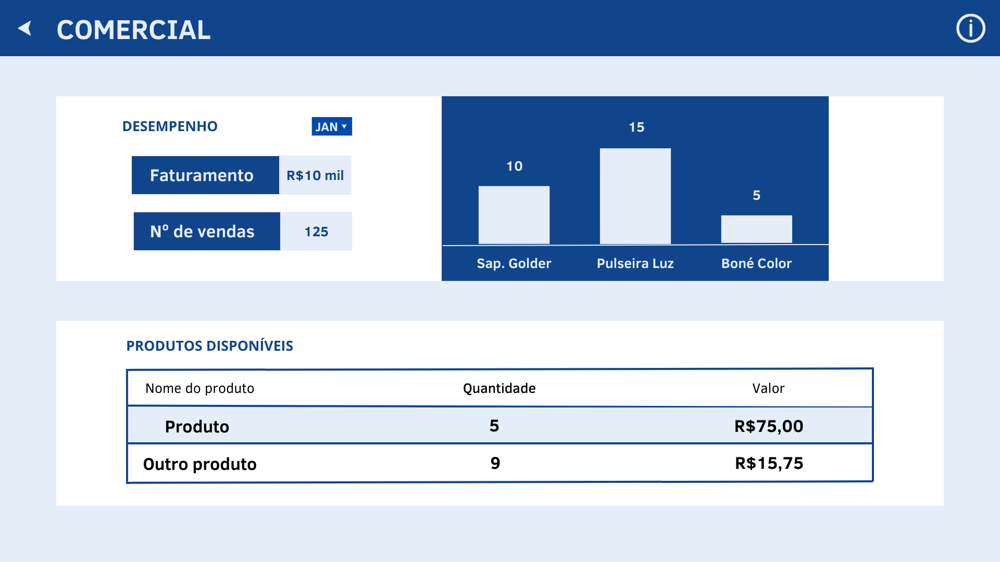 COMERCIAL
DESEMPENHO
JAN
Faturamento
R$10 mil
Nº de vendas
125
10
15
5
Sap. Golder
Pulseira Luz
Boné Color
PRODUTOS DISPONÍVEIS
Nome do produto Quantidade Valor
Produto 5 R$75,00
Outro produto 9 R$15,75